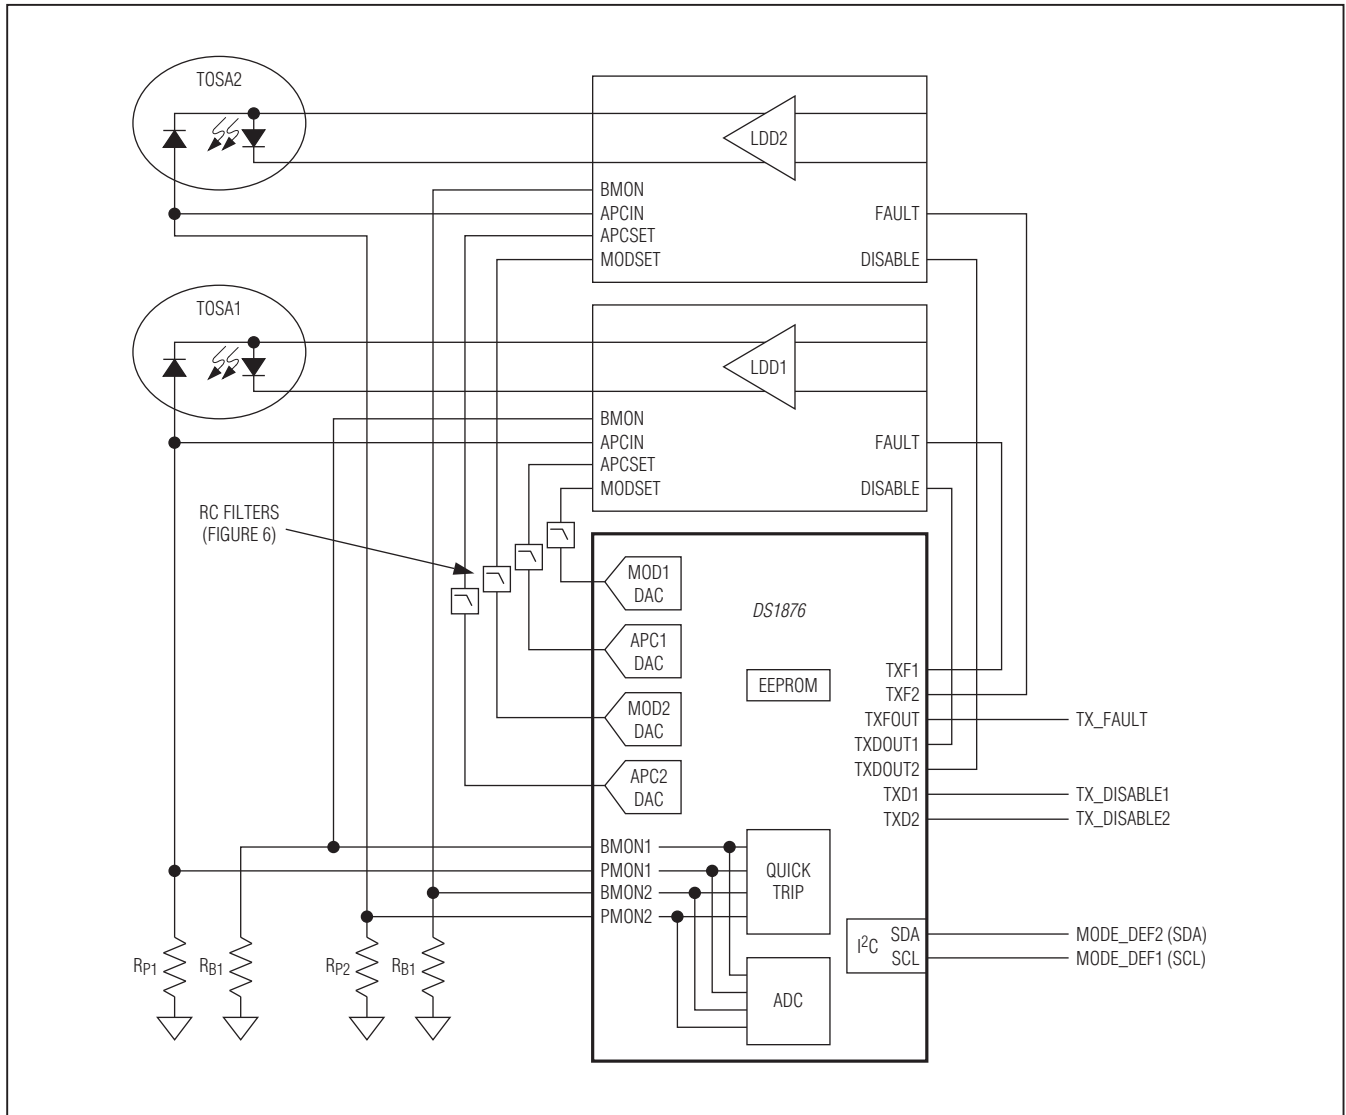 TOSA2
LDD2
BMON
APCIN
APCSET
MODSET
FAULT
DISABLE
TOSA1
LDD1
BMON
APCIN
APCSET
MODSET
FAULT
DISABLE
RC FILTERS
(FIGURE 6)
MOD1
DAC
APC1
DAC
MOD2
DAC
APC2
DAC
DS1876
EEPROM
TXF1
TXF2
TXFOUT
TXDOUT1
TXDOUT2
TXD1
TXD2
TX_FAULT
TX_DISABLE1
TX_DISABLE2
BMON1
PMON1
BMON2
PMON2
QUICK
TRIP
ADC
I2C
SDA
SCL
MODE_DEF2 (SDA)
MODE_DEF1 (SCL)
RP1
RB1
RP2
RB1